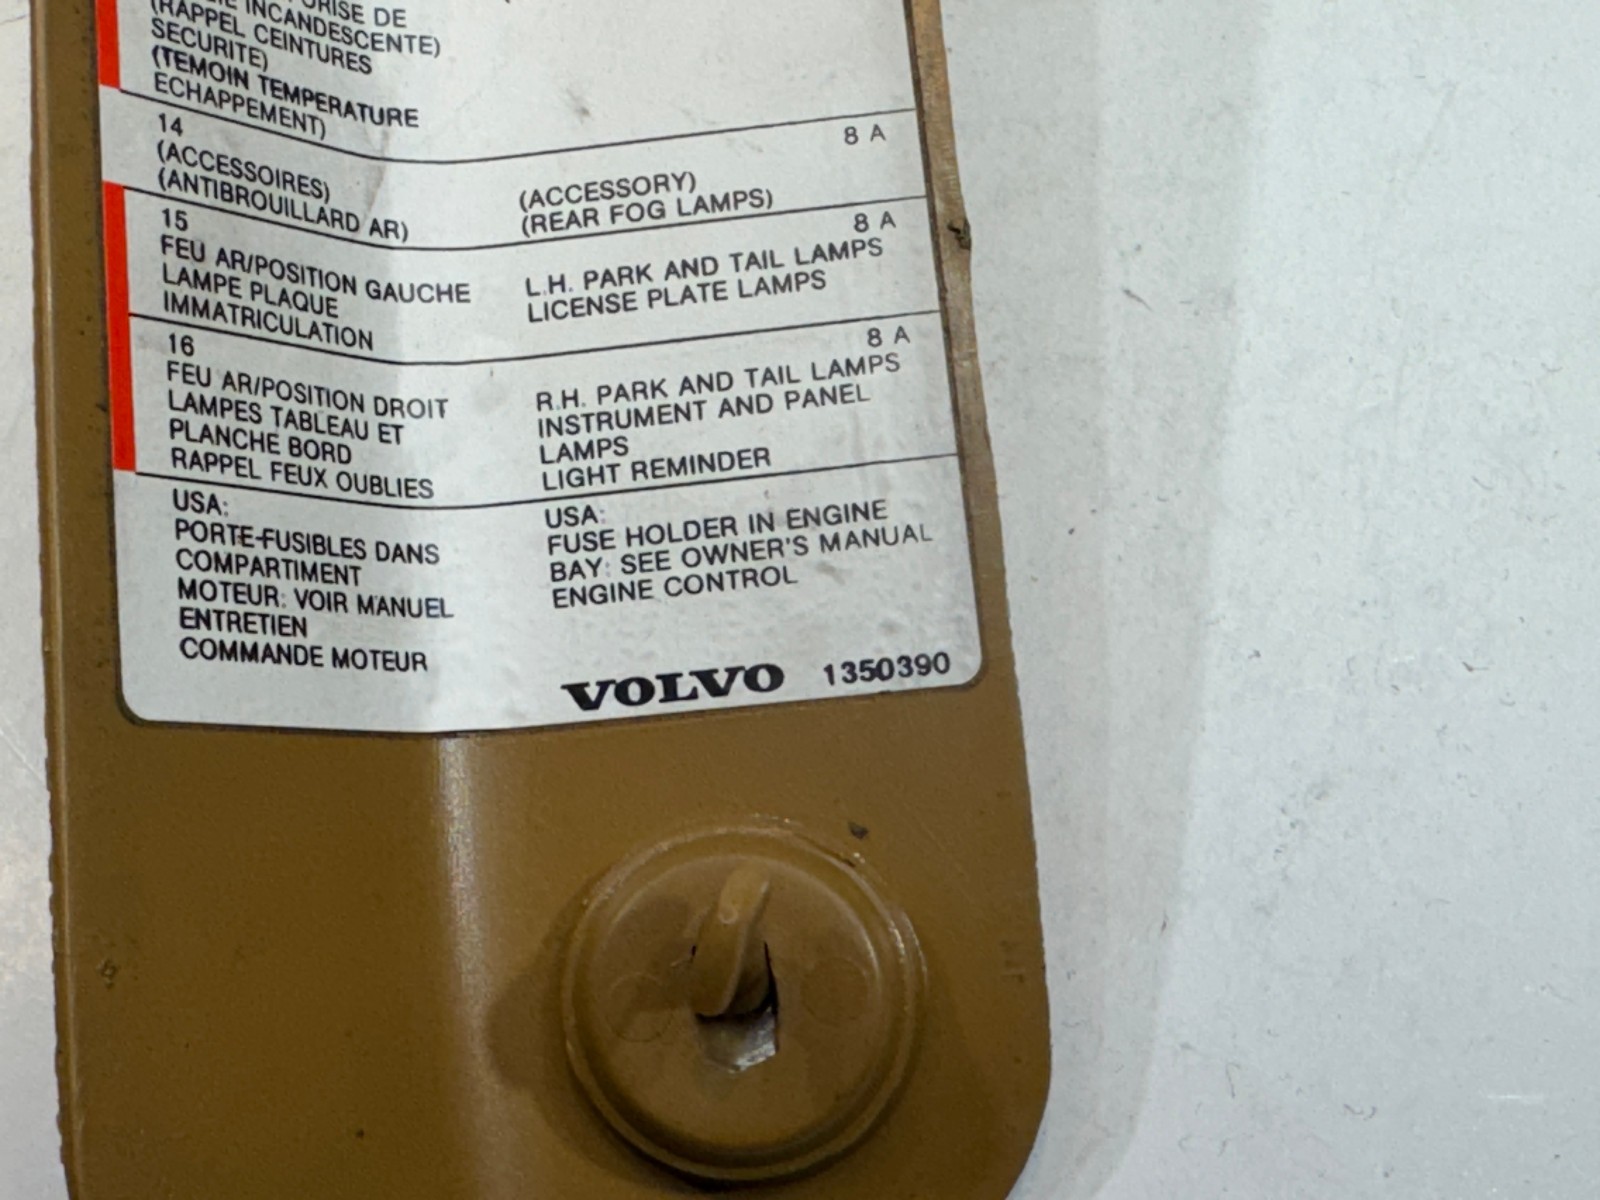 INCANDESCENTE)
(RAPPEL CEINTURES
SECURITE)
(TEMOIN TEMPERATURE
ECHAPPEMENT)
14
8 A
(ACCESSOIRES)
(ANTIBROUILLARD AR)
(ACCESSORY)
(REAR FOG LAMPS)
15
8 A
FEU AR/POSITION GAUCHE
LAMPE PLAQUE
IMMATRICULATION
L.H. PARK AND TAIL LAMPS
LICENSE PLATE LAMPS
16
8 A
FEU AR/POSITION DROIT
LAMPES TABLEAU ET
PLANCHE BORD
RAPPEL FEUX OUBLIES
R.H. PARK AND TAIL LAMPS
INSTRUMENT AND PANEL
LAMPS
LIGHT REMINDER
USA:
PORTE-FUSIBLES DANS
COMPARTIMENT
MOTEUR: VOIR MANUEL
ENTRETIEN
COMMANDE MOTEUR
USA:
FUSE HOLDER IN ENGINE
BAY: SEE OWNER'S MANUAL
ENGINE CONTROL
VOLVO 1350390